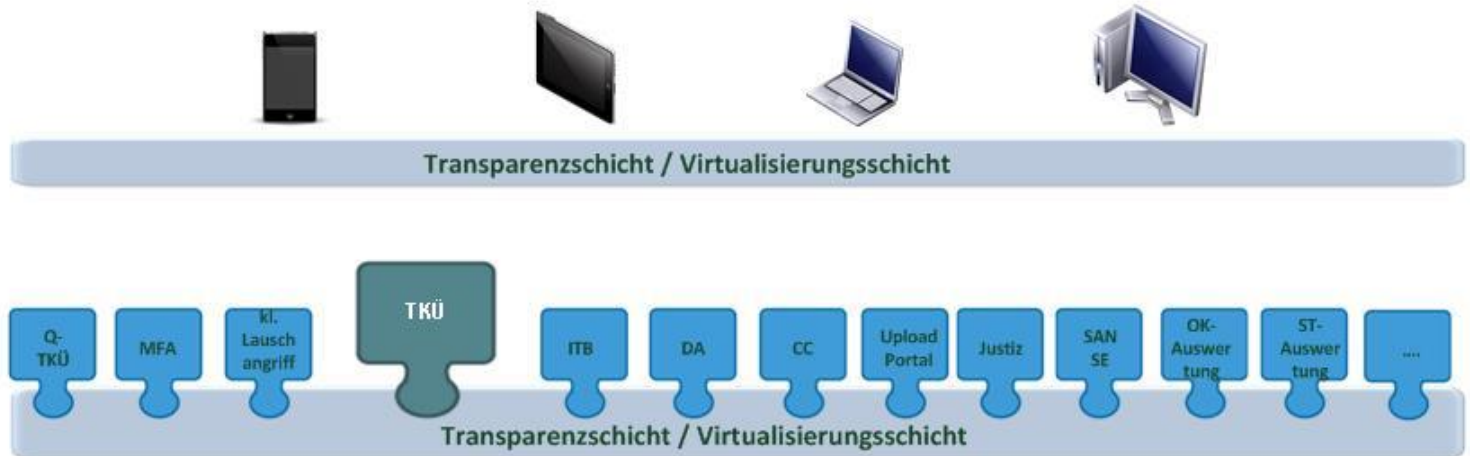 Transparenzschicht / Virtualisierungsschicht
Q-
TKÜ
MFA
kl.
Lausch
angriff
TKÜ
ITB
DA
CC
Upload
Portal
Justiz
SAN
SE
OK-
Auswer
tung
ST-
Auswer
tung
....
Transparenzschicht / Virtualisierungsschicht